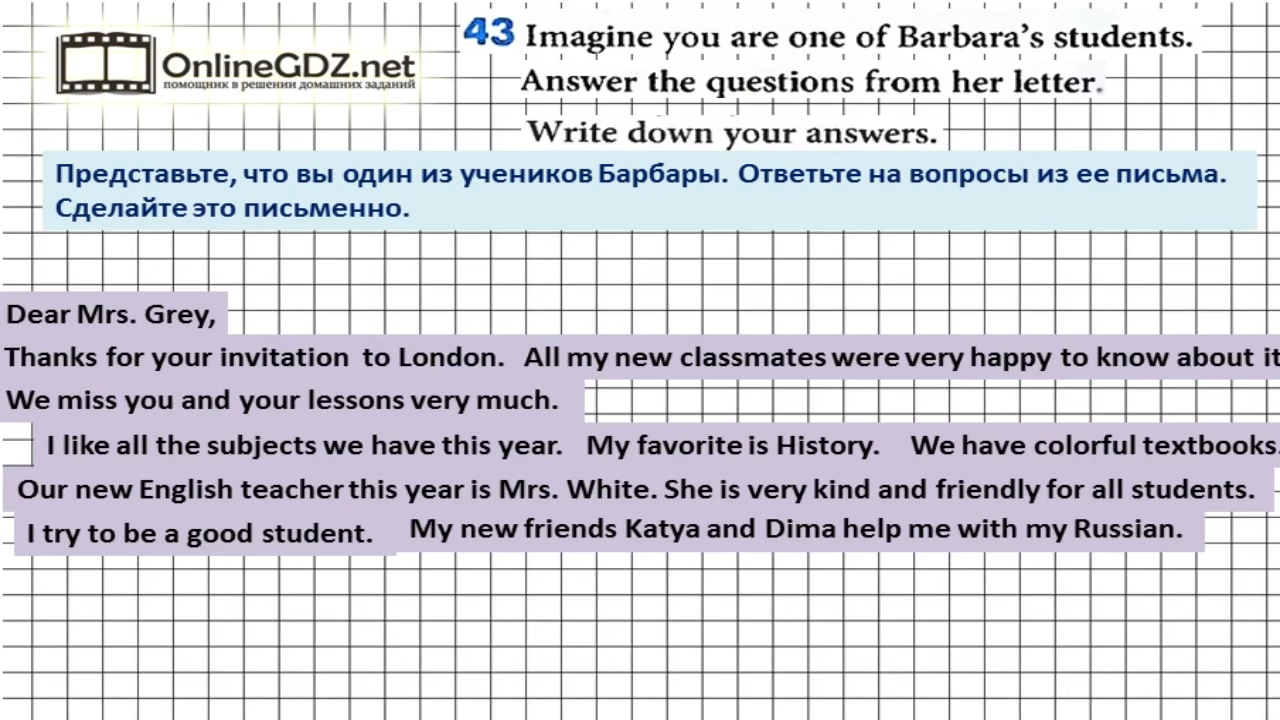 OnlineGDZ.net
помощник в решении домашних заданий
43 Imagine you are one of Barbara's students.
Answer the questions from her letter.
Write down your answers.
Представьте, что вы один из учеников Барбары. Ответьте на вопросы из ее письма.
Сделайте это письменно.
Dear Mrs. Grey,
Thanks for your invitation to London. All my new classmates were very happy to know about it
We miss you and your lessons very much.
I like all the subjects we have this year. My favorite is History. We have colorful textbooks.
Our new English teacher this year is Mrs. White. She is very kind and friendly for all students.
I try to be a good student. My new friends Katya and Dima help me with my Russian.